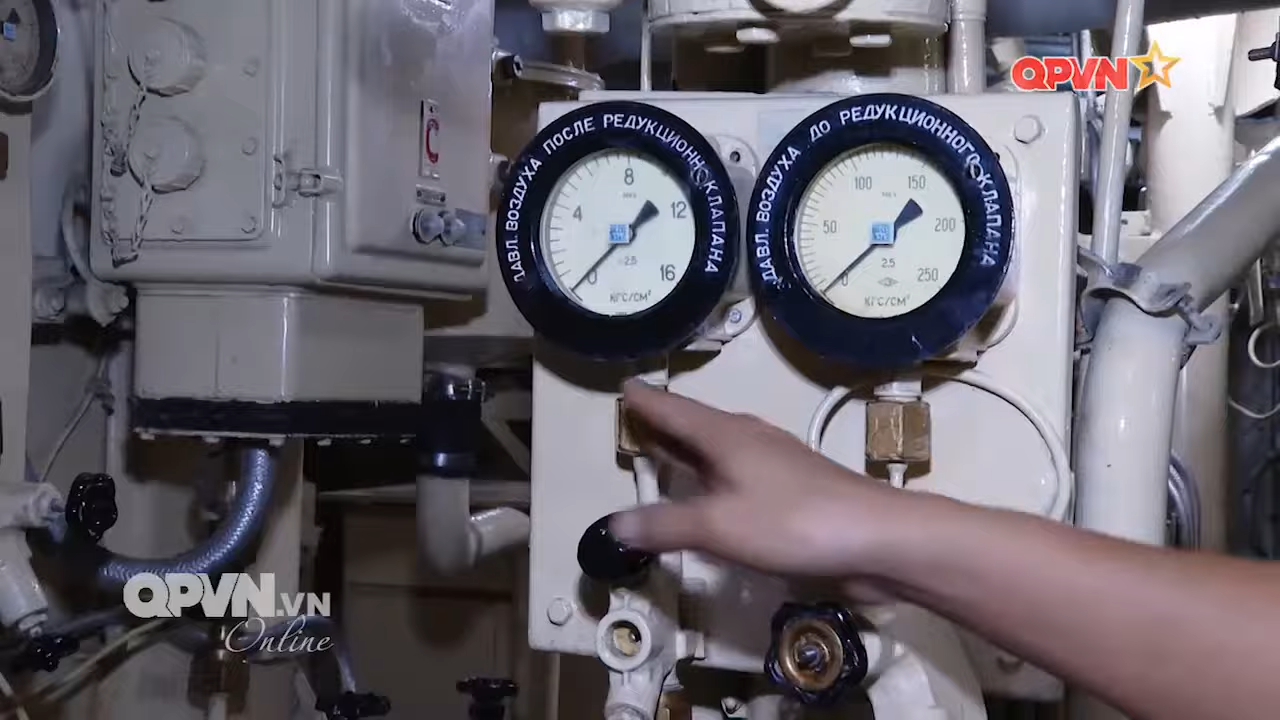 QPVN
ДАВЛ. ВОЗДУХА ПОСЛЕ РЕДУКЦИОНН КЛАПАНА
8
4
12
2,5
0
16
КГС/СМ²
ДАВЛ. ВОЗДУХА ДО РЕДУКЦИОННОГО КЛАПАНА
100
150
50
200
2.5
0
250
КГС/СМ²
С
QPVN.VN
Online